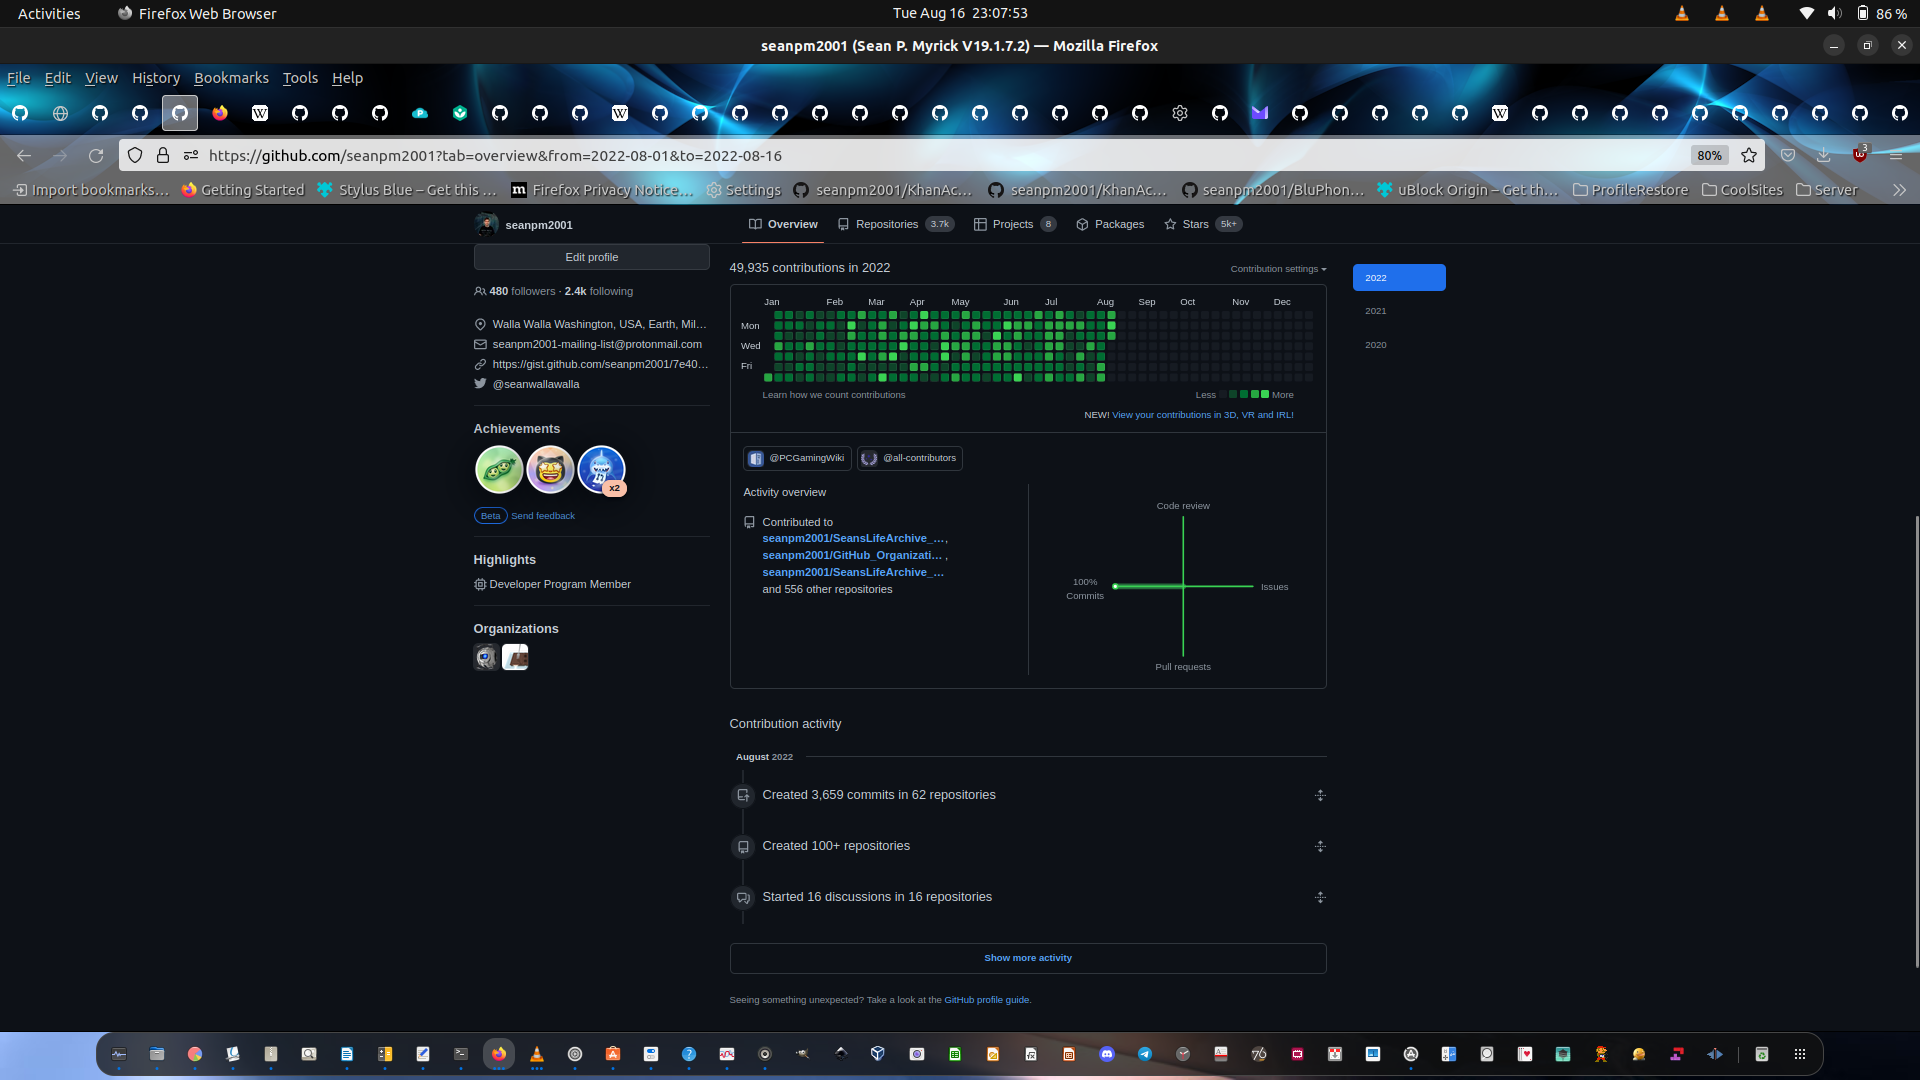 Activities
Firefox Web Browser
Tue Aug 16 23:07:53
86 %
seanpm2001 (Sean P. Myrick V19.1.7.2) — Mozilla Firefox
File Edit View History Bookmarks Tools Help
https://github.com/seanpm2001?tab=overview&from=2022-08-01&to=2022-08-16
80%
3
Import bookmarks… Getting Started Stylus Blue – Get this … Firefox Privacy Notice… Settings seanpm2001/KhanAc… seanpm2001/KhanAc… seanpm2001/BluPhon… uBlock Origin – Get th… ProfileRestore CoolSites Server
seanpm2001
Overview Repositories 3.7k Projects 8 Packages Stars 5k+
Edit profile
480 followers · 2.4k following
Walla Walla Washington, USA, Earth, Mil…
seanpm2001-mailing-list@protonmail.com
https://gist.github.com/seanpm2001/7e40…
@seanwallawalla
Achievements
x2
Beta Send feedback
Highlights
Developer Program Member
Organizations
49,935 contributions in 2022
Contribution settings
2022
2021
2020
Jan Feb Mar Apr May Jun Jul Aug Sep Oct Nov Dec
Mon
Wed
Fri
Learn how we count contributions
Less More
NEW! View your contributions in 3D, VR and IRL!
@PCGamingWiki @all-contributors
Activity overview
Contributed to
seanpm2001/SeansLifeArchive_…,
seanpm2001/GitHub_Organizati… ,
seanpm2001/SeansLifeArchive_…
and 556 other repositories
Code review
100%
Commits
Issues
Pull requests
Contribution activity
August 2022
Created 3,659 commits in 62 repositories
Created 100+ repositories
Started 16 discussions in 16 repositories
Show more activity
Seeing something unexpected? Take a look at the GitHub profile guide.